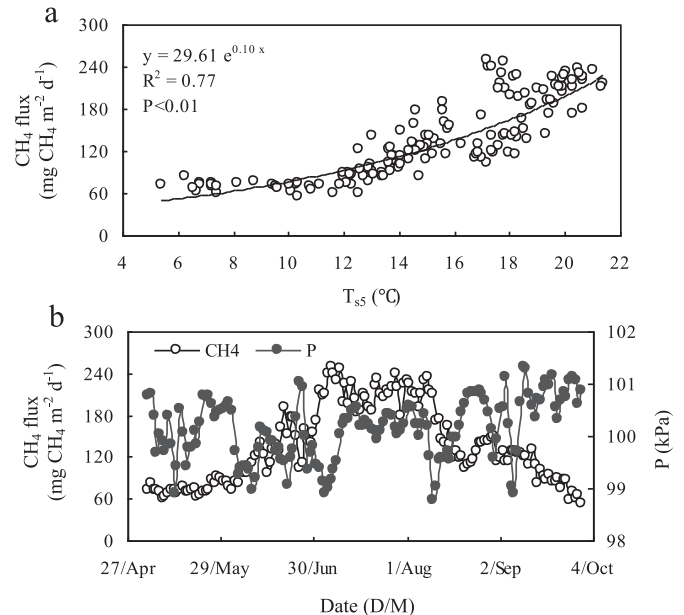 a
CH₄ flux
(mg CH₄ m⁻² d⁻¹)
300
240
180
120
60
0
y = 29.61 e^0.10 x
R² = 0.77
P<0.01
4 6 8 10 12 14 16 18 20 22
Tₛ₅ (℃)
b
CH₄ flux
(mg CH₄ m⁻² d⁻¹)
300
240
180
120
60
0
CH4 P
102
101
100
99
98
P (kPa)
27/Apr 29/May 30/Jun 1/Aug 2/Sep 4/Oct
Date (D/M)